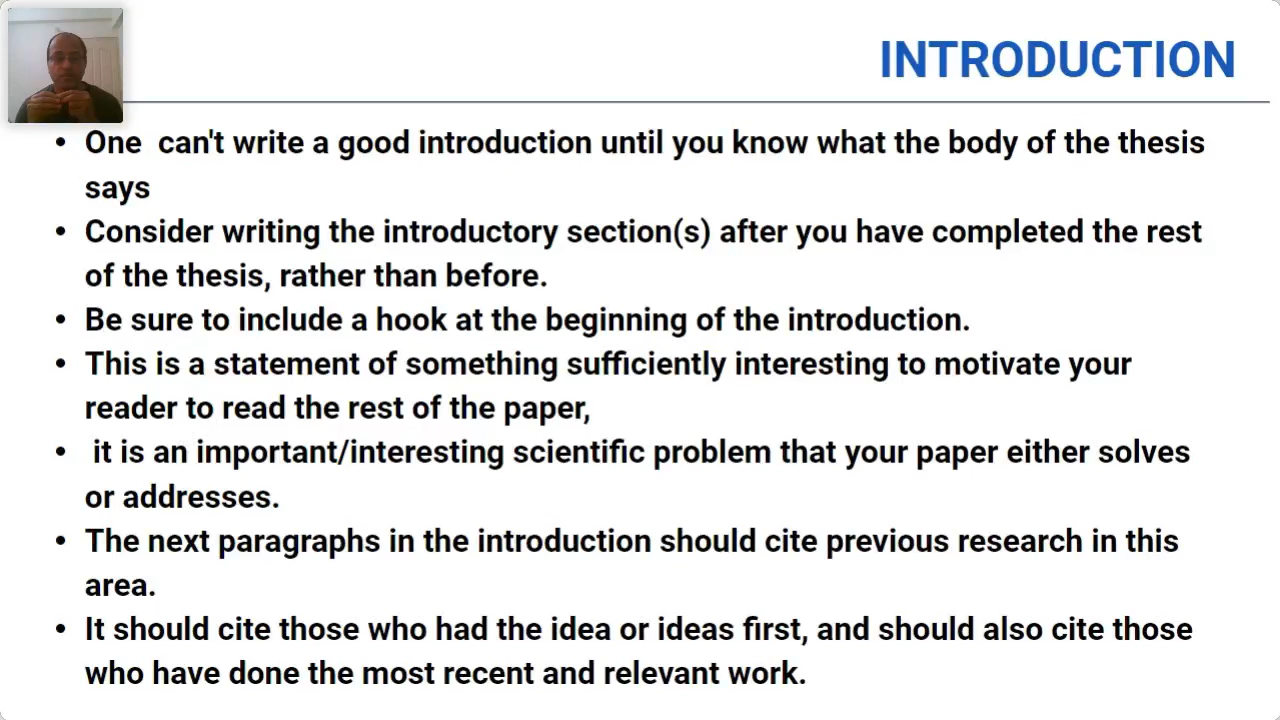 INTRODUCTION
• One  can't write a good introduction until you know what the body of the thesis
says
• Consider writing the introductory section(s) after you have completed the rest
of the thesis, rather than before.
• Be sure to include a hook at the beginning of the introduction.
• This is a statement of something sufficiently interesting to motivate your
reader to read the rest of the paper,
•  it is an important/interesting scientific problem that your paper either solves
or addresses.
• The next paragraphs in the introduction should cite previous research in this
area.
• It should cite those who had the idea or ideas first, and should also cite those
who have done the most recent and relevant work.